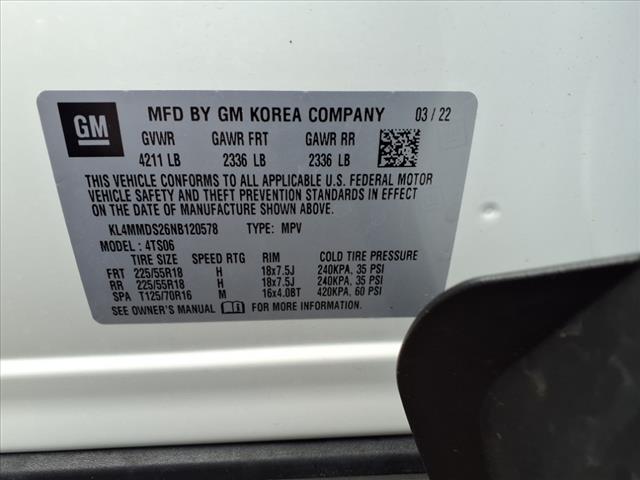 GM
MFD BY GM KOREA COMPANY 03 / 22
GVWR GAWR FRT GAWR RR
4211 LB 2336 LB 2336 LB
THIS VEHICLE CONFORMS TO ALL APPLICABLE U.S. FEDERAL MOTOR
VEHICLE SAFETY AND THEFT PREVENTION STANDARDS IN EFFECT ON
THE DATE OF MANUFACTURE SHOWN ABOVE.
KL4MMDS26NB120578 TYPE: MPV
MODEL: 4TS06
TIRE SIZE SPEED RTG RIM COLD TIRE PRESSURE
FRT 225/55R18 H 18x7.5J 240KPA, 35 PSI
RR 225/55R18 H 18x7.5J 240KPA, 35 PSI
SPA T125/70R16 M 16x4.0BT 420KPA, 60 PSI
SEE OWNER'S MANUAL FOR MORE INFORMATION.